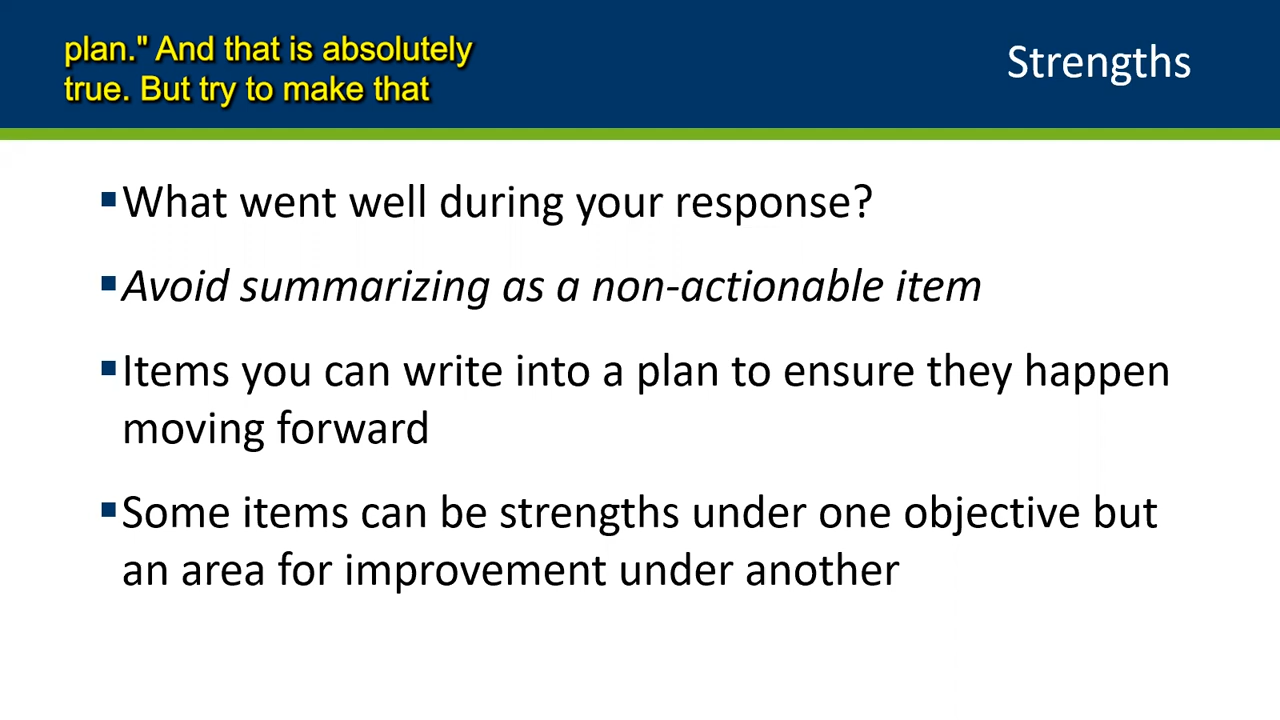 plan." And that is absolutely
true. But try to make that
Strengths
▪What went well during your response?
▪Avoid summarizing as a non-actionable item
▪Items you can write into a plan to ensure they happen
moving forward
▪Some items can be strengths under one objective but
an area for improvement under another